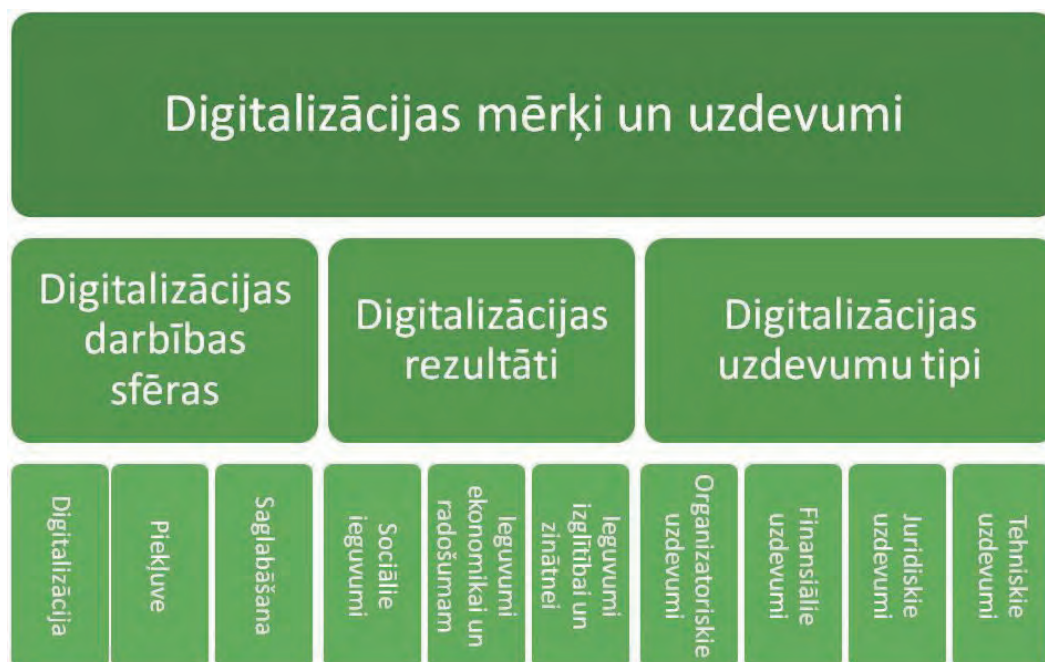 Digitalizācijas mērķi un uzdevumi
Digitalizācijas
darbības
sfēras
Digitalizācijas
rezultāti
Digitalizācijas
uzdevumu tipi
Digitalizācija
Piekļuve
Saglabāšana
Sociālie
ieguvumi
Ieguvumi
ekonomikai un
radošumam
Ieguvumi
izglītībai un
zinātnei
Organizatoriskie
uzdevumi
Finansiālie
uzdevumi
Juridiskie
uzdevumi
Tehniskie
uzdevumi